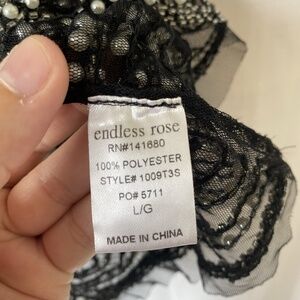 endless rose
RN#141680
100% POLYESTER
STYLE# 1009T3S
PO# 5711
L/G
MADE IN CHINA